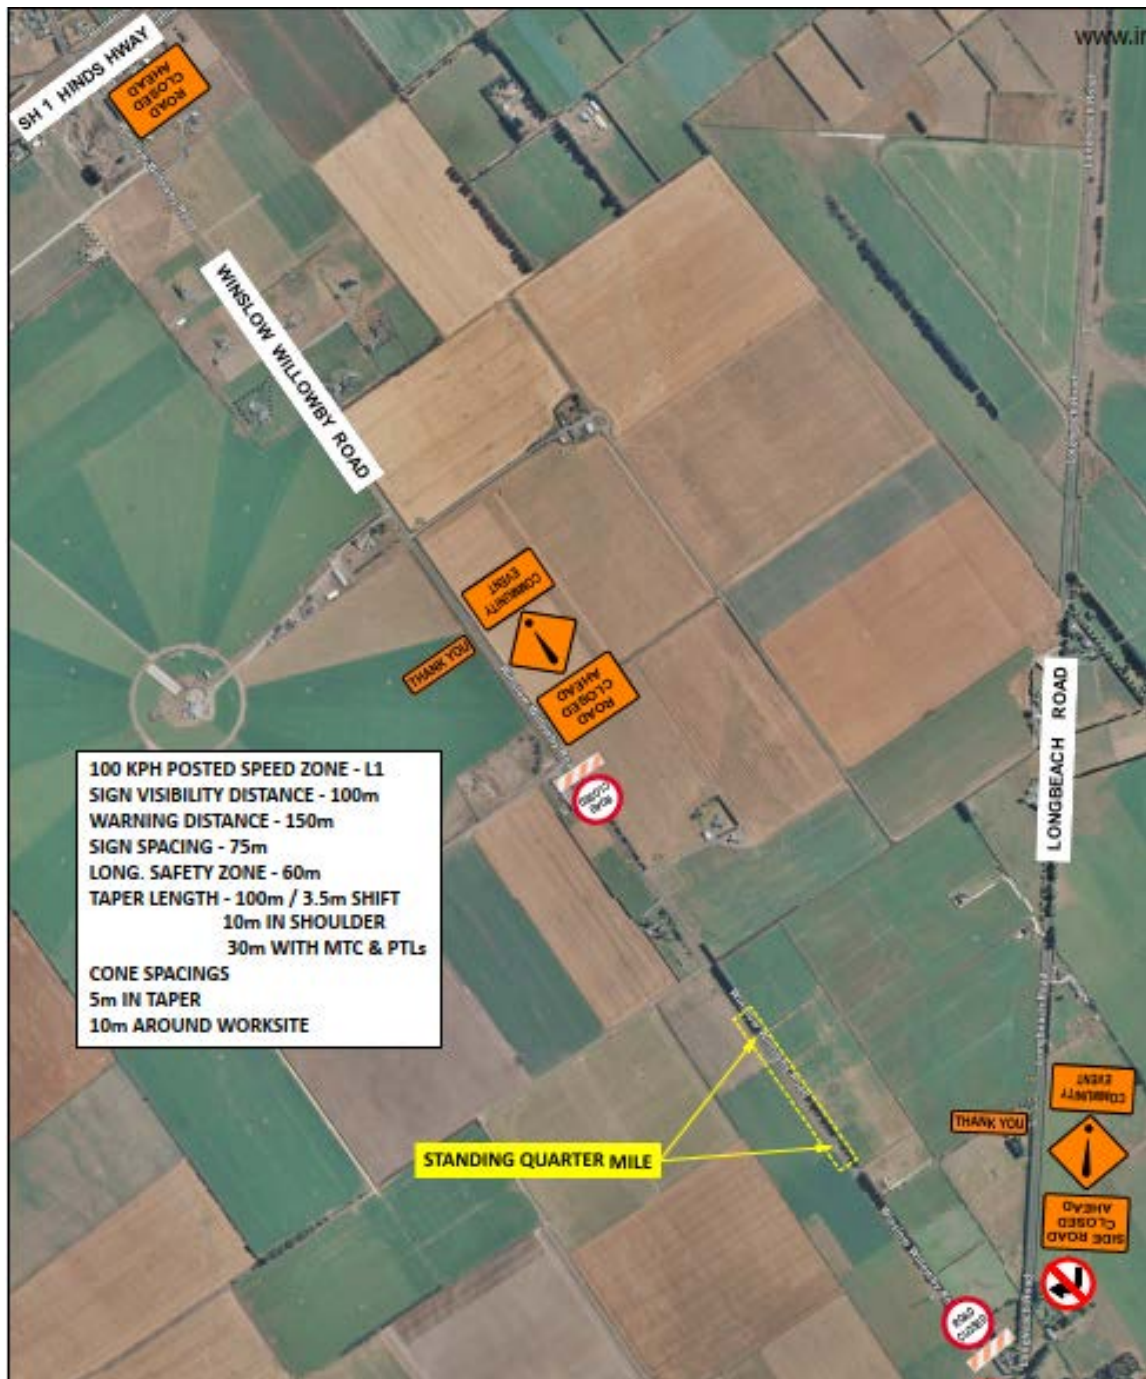 www.ir
SH 1 HINDS HWAY
ROAD
CLOSED
AHEAD
WINSLOW WILLOWBY ROAD
COMMUNITY
EVENT
THANK YOU
ROAD
CLOSED
AHEAD
ROAD
CLOSED
LONGBEACH ROAD
100 KPH POSTED SPEED ZONE - L1
SIGN VISIBILITY DISTANCE - 100m
WARNING DISTANCE - 150m
SIGN SPACING - 75m
LONG. SAFETY ZONE - 60m
TAPER LENGTH - 100m / 3.5m SHIFT
10m IN SHOULDER
30m WITH MTC & PTLs
CONE SPACINGS
5m IN TAPER
10m AROUND WORKSITE
STANDING QUARTER MILE
COMMUNITY
EVENT
THANK YOU
SIDE ROAD
CLOSED
AHEAD
ROAD
CLOSED